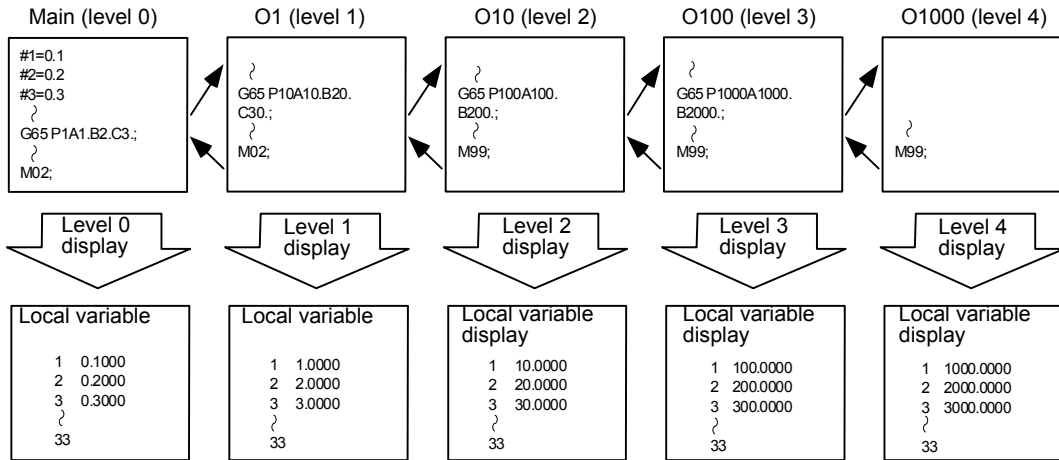 Main (level 0)
O1 (level 1)
O10 (level 2)
O100 (level 3)
O1000 (level 4)
#1=0.1
#2=0.2
#3=0.3
G65 P1A1.B2.C3.;
M02;
G65 P10A10.B20.
C30.;
M02;
G65 P100A100.
B200.;
M99;
G65 P1000A1000.
B2000.;
M99;
M99;
Level 0
display
Level 1
display
Level 2
display
Level 3
display
Level 4
display
Local variable
1 0.1000
2 0.2000
3 0.3000
33
Local variable
1 1.0000
2 2.0000
3 3.0000
33
Local variable
display
1 10.0000
2 20.0000
3 30.0000
33
Local variable
display
1 100.0000
2 200.0000
3 300.0000
33
Local variable
display
1 1000.0000
2 2000.0000
3 3000.0000
33